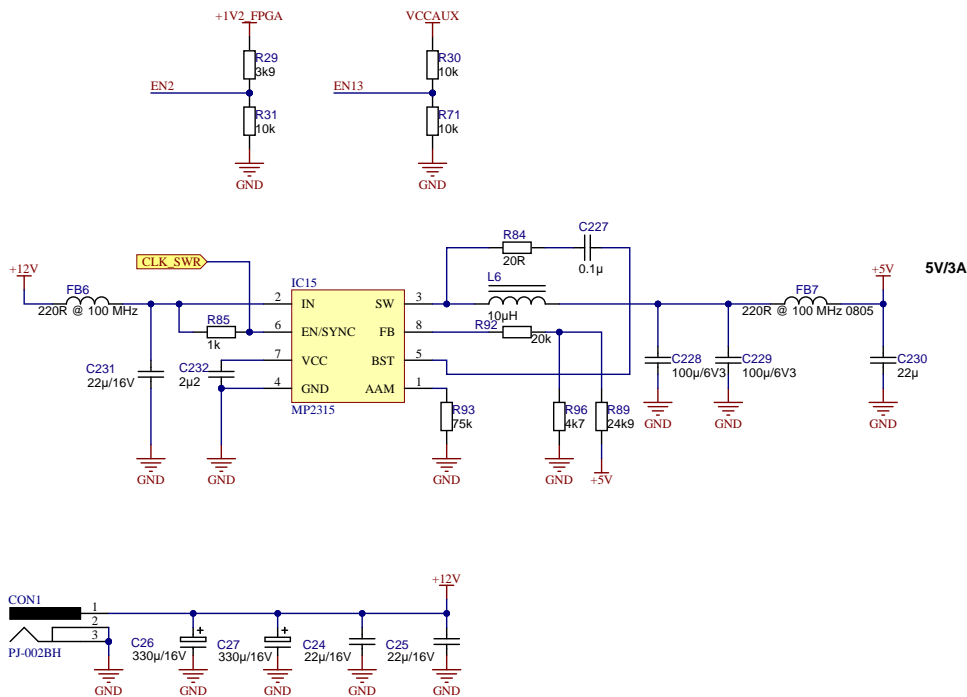 +1V2_FPGA
VCCAUX
R29
3k9
R30
10k
EN2
EN13
R31
10k
R71
10k
GND
GND
R84
20R
C227
0.1µ
CLK_SWR
+12V
FB6
220R @ 100 MHz
IC15
2 IN
SW 3
6 EN/SYNC
FB 8
7 VCC
BST 5
4 GND
AAM 1
MP2315
R85
1k
L6
10µH
R92
20k
FB7
220R @ 100 MHz 0805
+5V
5V/3A
C231
22µ/16V
C232
2µ2
C228
100µ/6V3
C229
100µ/6V3
C230
22µ
R93
75k
R96
4k7
R89
24k9
GND
GND
GND
GND
GND
GND
GND
+5V
+12V
CON1
1
2
3
PJ-002BH
C26
330µ/16V
C27
330µ/16V
C24
22µ/16V
C25
22µ/16V
GND
GND
GND
GND
GND